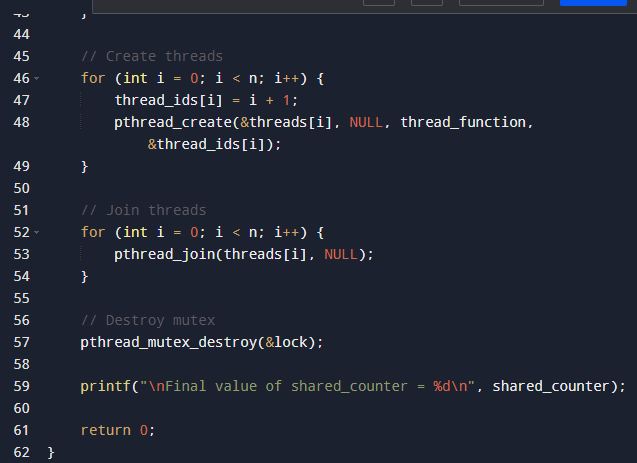 43 }
44
45 // Create threads
46 for (int i = 0; i < n; i++) {
47 thread_ids[i] = i + 1;
48 pthread_create(&threads[i], NULL, thread_function,
&thread_ids[i]);
49 }
50
51 // Join threads
52 for (int i = 0; i < n; i++) {
53 pthread_join(threads[i], NULL);
54 }
55
56 // Destroy mutex
57 pthread_mutex_destroy(&lock);
58
59 printf("\nFinal value of shared_counter = %d\n", shared_counter);
60
61 return 0;
62 }